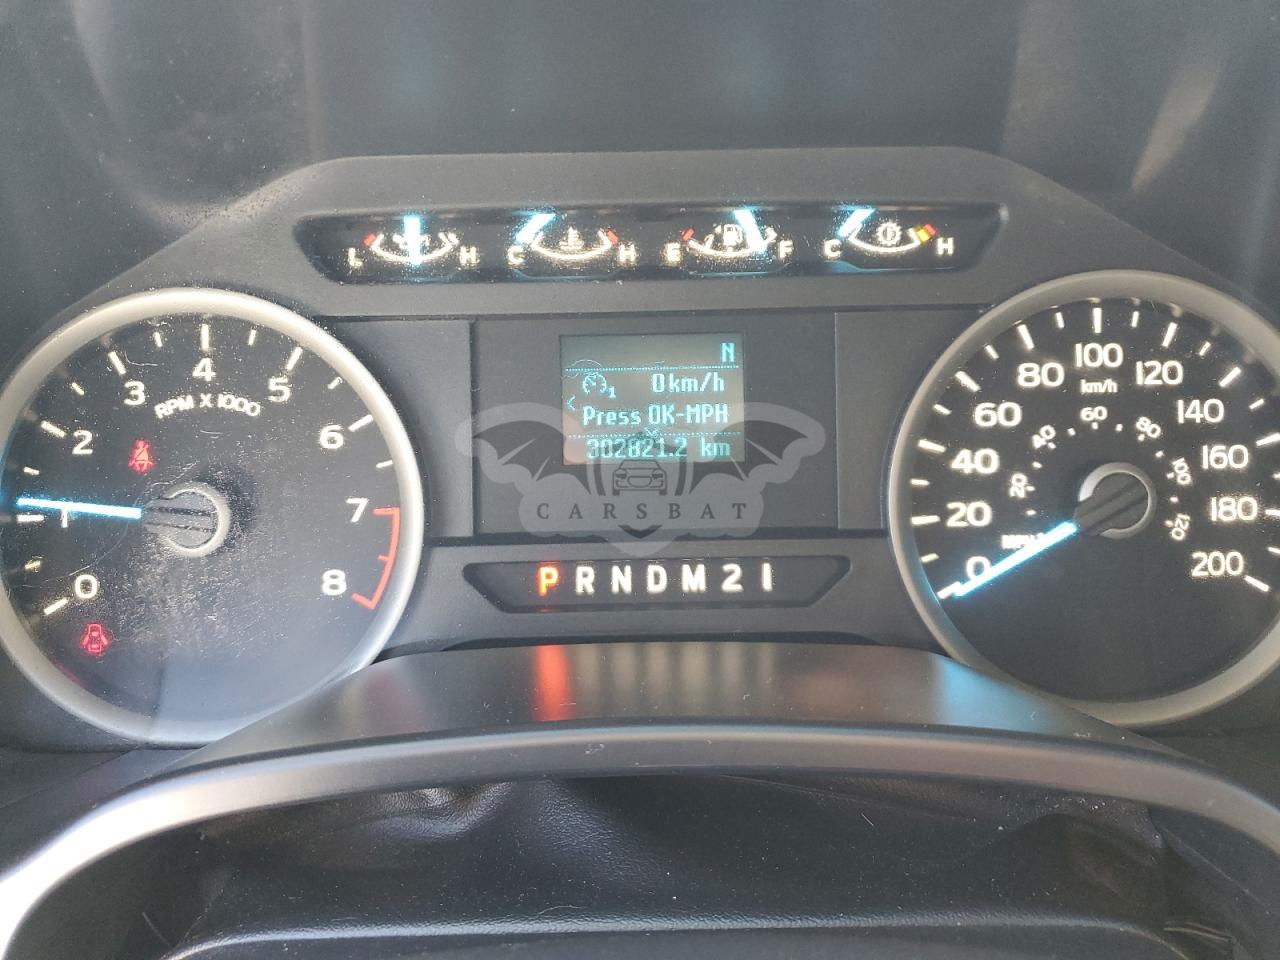 L H C H E F C H
N
1 0km/h
Press OK-MPH
302821.2 km
CARSBAT
PRNDM21
0 1 2 3 4 5 6 7 8
RPM X 1000
0 20 40 60 80 100 120 140 160 180 200
km/h
20 40 60 80 100 120